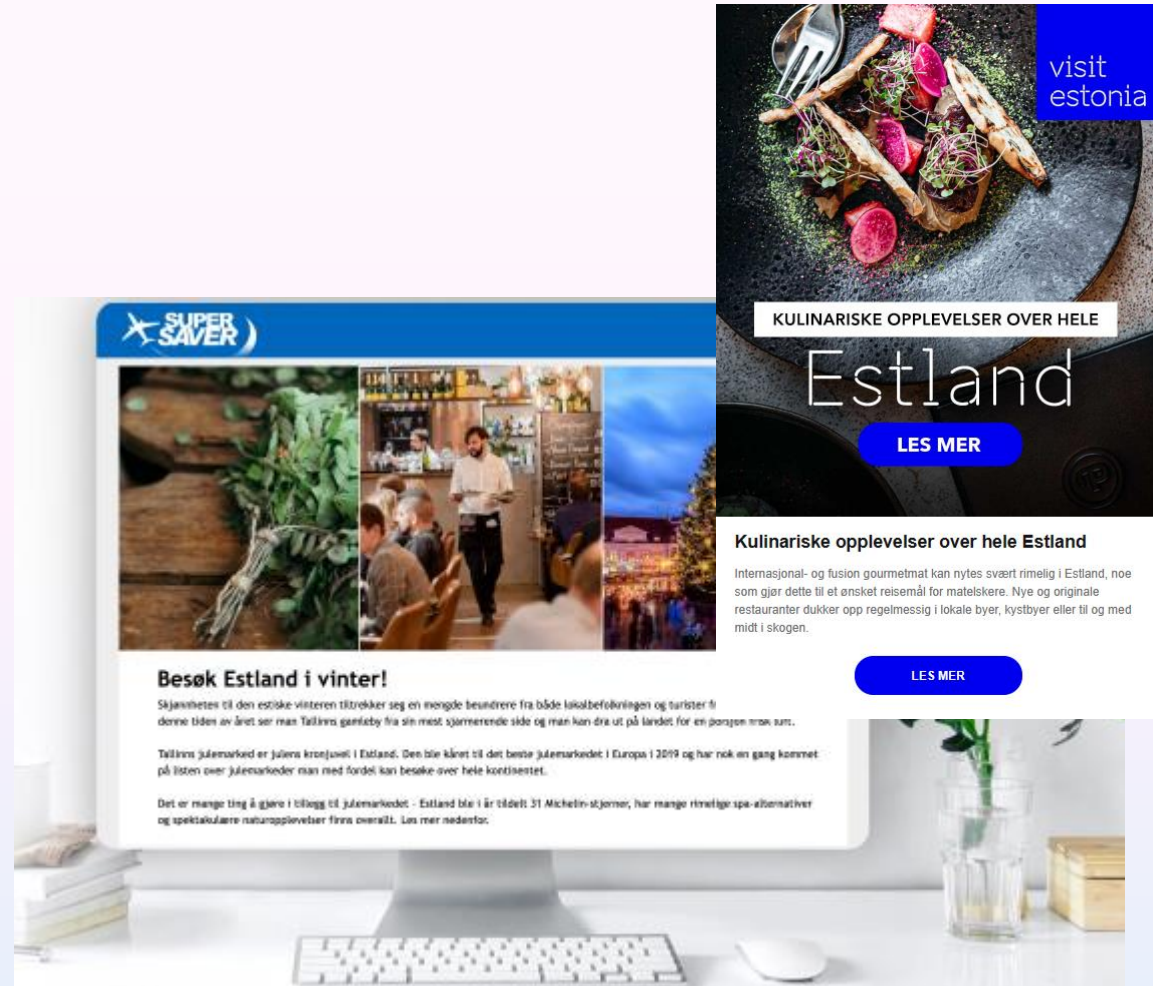 visit
estonia
KULINARISKE OPPLEVELSER OVER HELE
Estland
LES MER
Kulinariske opplevelser over hele Estland
Internasjonal- og fusion gourmetmat kan nytes svært rimelig i Estland, noe
som gjør dette til et ønsket reisemål for matelskere. Nye og originale
restauranter dukker opp regelmessig i lokale byer, kystbyer eller til og med
midt i skogen.
LES MER
SUPER
SAVER
Besøk Estland i vinter!
Skjønnheten til den estiske vinteren tiltrekker seg en mengde beundrere fra både lokalbefolkningen og turister
denne tiden av året ser man Tallinns gamleby fra sin mest sjarmerende side og man kan dra ut på landet for en porsjon frisk luft.
Tallinns julemarked er julens kronjuvel i Estland. Den ble kåret til det beste julemarkedet i Europa i 2019 og har nok en gang kommet
på listen over julemarkeder man med fordel kan besøke over hele kontinentet.
Det er mange ting å gjøre i tillegg til julemarkedet - Estland ble i år tildelt 31 Michelin-stjerner, har mange rimelige spa-alternativer
og spektakulære naturopplevelser finns overallt. Les mer nedenfor.